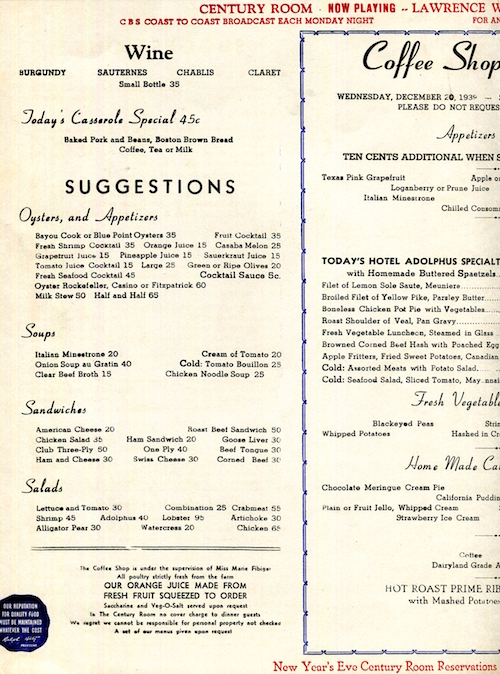 CENTURY ROOM - NOW PLAYING -- LAWRENCE W
CBS COAST TO COAST BROADCAST EACH MONDAY NIGHT FOR AN
Wine
BURGUNDY SAUTERNES CHABLIS CLARET
Small Bottle 35
Today's Casserole Special 45c
Baked Pork and Beans, Boston Brown Bread
Coffee, Tea or Milk
SUGGESTIONS
Oysters, and Appetizers
Bayou Cook or Blue Point Oysters 35 Fruit Cocktail 35
Fresh Shrimp Cocktail 35 Orange Juice 15 Casaba Melon 25
Grapefruit Juice 15 Pineapple Juice 15 Sauerkraut Juice 15
Tomato Juice Cocktail 15 Large 25 Green or Ripe Olives 20
Fresh Seafood Cocktail 45 Cocktail Sauce 5c.
Oyster Rockefeller, Casino or Fitzpatrick 60
Milk Stew 50 Half and Half 65
Soups
Italian Minestrone 20 Cream of Tomato 20
Onion Soup au Gratin 40 Cold: Tomato Bouillon 25
Clear Beef Broth 15 Chicken Noodle Soup 25
Sandwiches
American Cheese 20 Roast Beef Sandwich 50
Chicken Salad 35 Ham Sandwich 20 Goose Liver 30
Club Three-Ply 50 One Ply 40 Beef Tongue 30
Ham and Cheese 30 Swiss Cheese 30 Corned Beef 30
Salads
Lettuce and Tomato 30 Combination 25 Crabmeat 55
Shrimp 45 Adolphus 40 Lobster 95 Artichoke 30
Alligator Pear 30 Watercress 20 Chicken 65
The Coffee Shop is under the supervision of Miss Marie Fibiger
All poultry strictly fresh from the farm
OUR ORANGE JUICE MADE FROM
FRESH FRUIT SQUEEZED TO ORDER
Saccharine and Veg-O-Salt served upon request
In The Century Room no cover charge to dinner guests
We regret we cannot be responsible for personal property not checked
A set of our menus given upon request
OUR REPUTATION
FOR QUALITY FOOD
MUST BE MAINTAINED
WHATEVER THE COST
Coffee Shop
WEDNESDAY, DECEMBER 20, 1939 — S
PLEASE DO NOT REQUES
Appetizers
TEN CENTS ADDITIONAL WHEN S
Texas Pink Grapefruit Apple or
Loganberry or Prune Juice
Italian Minestrone
Chilled Consom
TODAY'S HOTEL ADOLPHUS SPECIALT
with Homemade Buttered Spaetzels
Filet of Lemon Sole Saute, Meuniere
Broiled Filet of Yellow Pike, Parsley Butter
Boneless Chicken Pot Pie with Vegetables
Roast Shoulder of Veal, Pan Gravy
Fresh Vegetable Luncheon, Steamed in Glass
Browned Corned Beef Hash with Poached Egg
Apple Fritters, Fried Sweet Potatoes, Canadian
Cold: Assorted Meats with Potato Salad
Cold: Seafood Salad, Sliced Tomato, Mayonnais
Fresh Vegetable
Blackeyed Peas Strin
Whipped Potatoes Hashed in Cr
Home Made Ca
Chocolate Meringue Cream Pie
California Pudding
Plain or Fruit Jello, Whipped Cream
Strawberry Ice Cream
Coffee
Dairyland Grade A
HOT ROAST PRIME RIB
with Mashed Potatoes
New Year's Eve Century Room Reservations